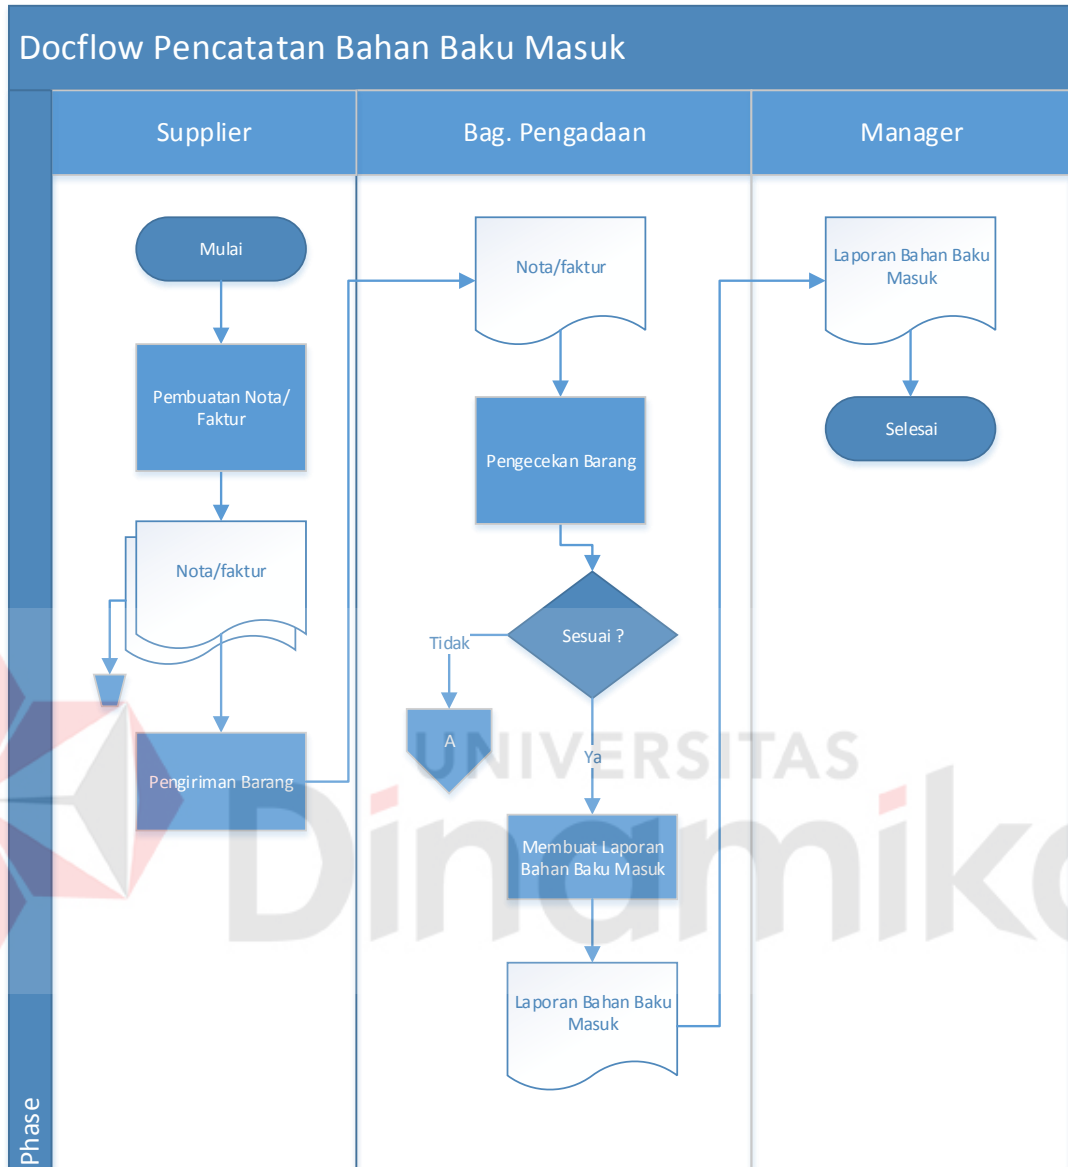 Docflow Pencatatan Bahan Baku Masuk
Supplier
Bag. Pengadaan
Manager
Mulai
Pembuatan Nota/
Faktur
Nota/faktur
Pengiriman Barang
Nota/faktur
Pengecekan Barang
Sesuai ?
Tidak
A
Ya
Membuat Laporan
Bahan Baku Masuk
Laporan Bahan Baku
Masuk
Laporan Bahan Baku
Masuk
Selesai
Phase
UNIVERSITAS
Dinamika